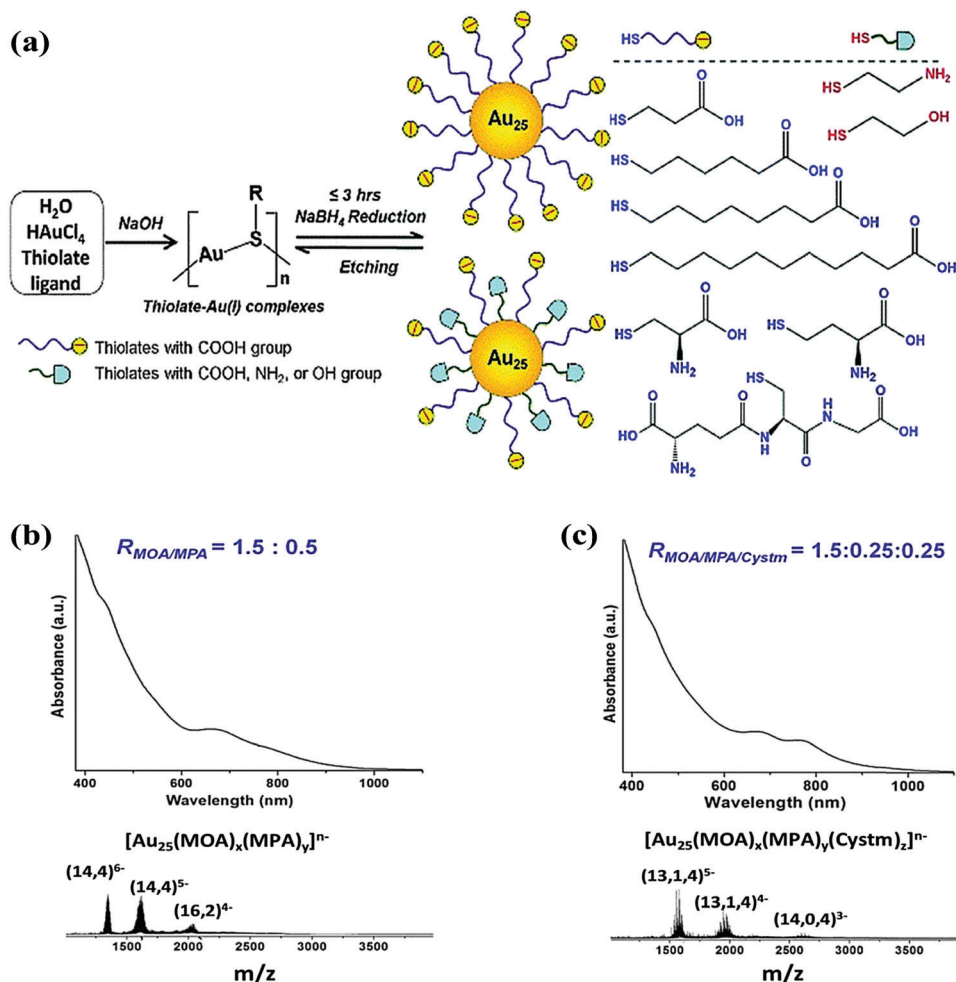 (a)
H₂O
HAuCl₄
Thiolate
ligand
NaOH
R
Au
S
n
Thiolate-Au(I) complexes
≤ 3 hrs
NaBH₄ Reduction
Etching
Thiolates with COOH group
Thiolates with COOH, NH₂, or OH group
Au₂₅
Au₂₅
HS
HS
O
HS
OH
HS
NH₂
HS
OH
HS
O
OH
HS
O
OH
HS
O
OH
HS
O
OH
NH₂
HS
O
OH
NH₂
HS
O
HO
NH₂
O
N
H
O
H
N
O
OH
(b)
R_MOA/MPA = 1.5 : 0.5
Absorbance (a.u.)
400 600 800 1000
Wavelength (nm)
[Au₂₅(MOA)ₓ(MPA)ᵧ]ⁿ⁻
(14,4)⁶⁻
(14,4)⁵⁻
(16,2)⁴⁻
1500 2000 2500 3000 3750
m/z
(c)
R_MOA/MPA/Cystm = 1.5:0.25:0.25
Absorbance (a.u.)
400 600 800 1000
Wavelength (nm)
[Au₂₅(MOA)ₓ(MPA)ᵧ(Cystm)z]ⁿ⁻
(13,1,4)⁵⁻
(13,1,4)⁴⁻
(14,0,4)³⁻
1500 2000 2500 3000 3750
m/z